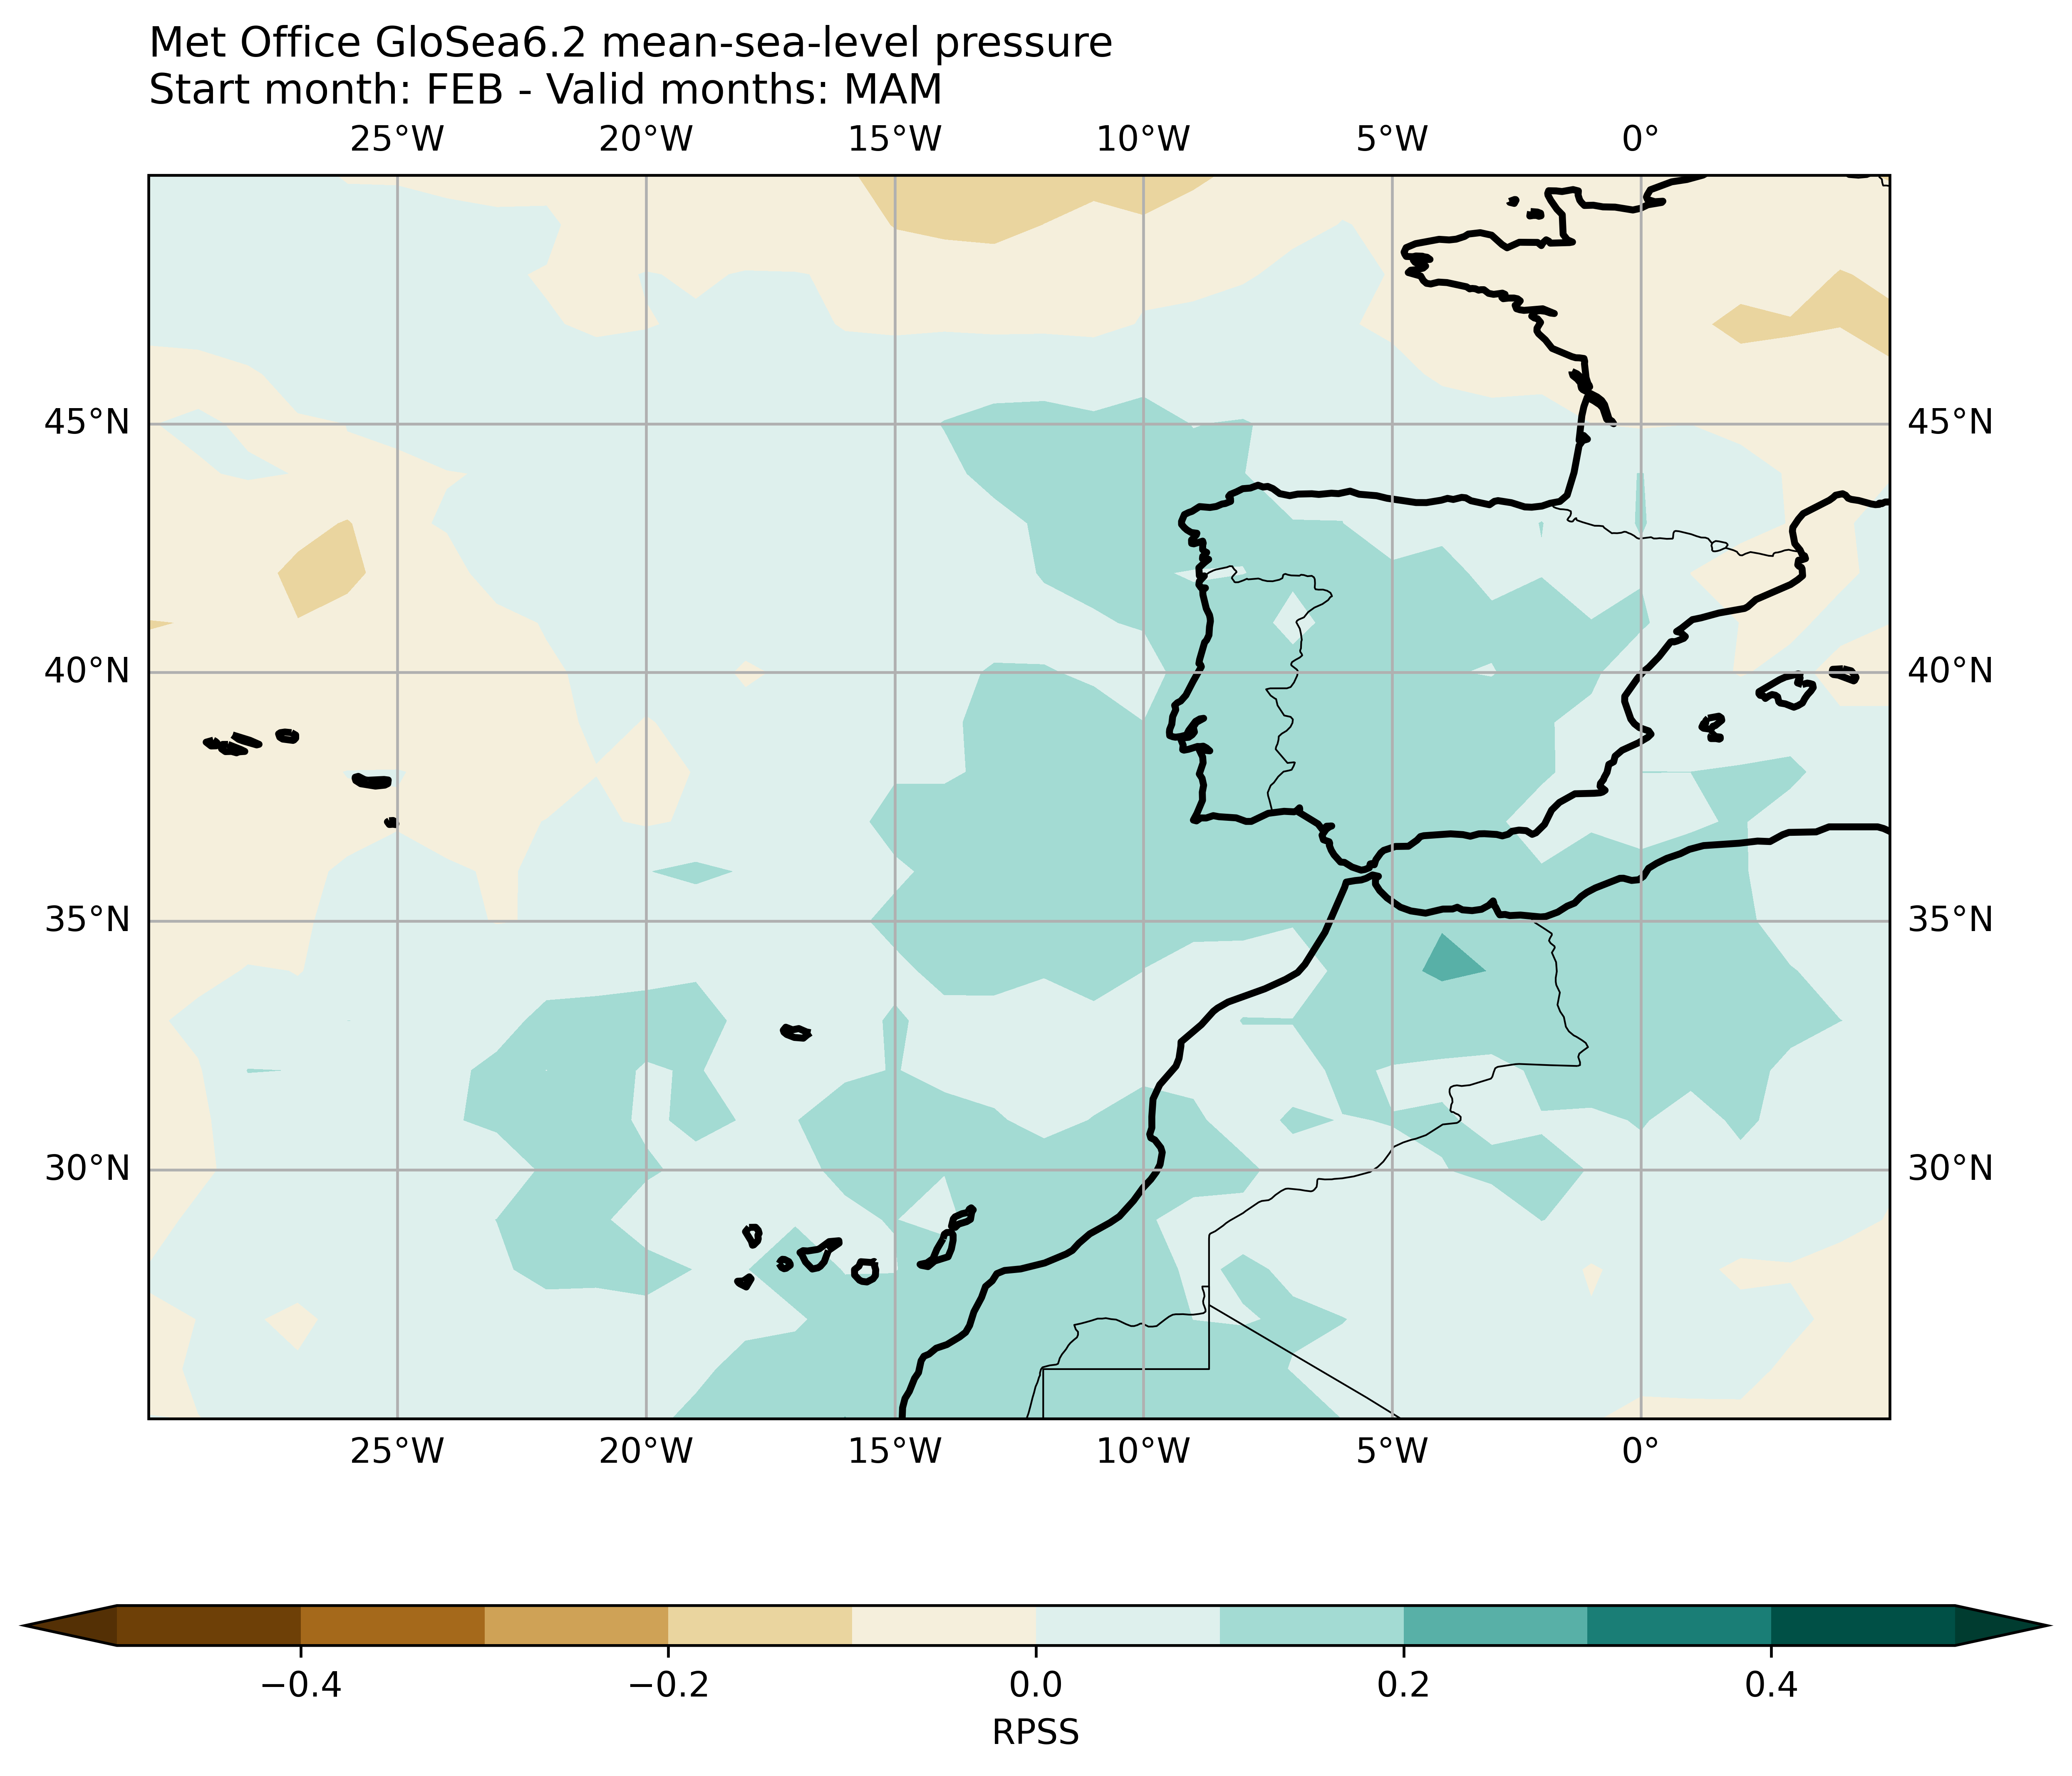 Met Office GloSea6.2 mean-sea-level pressure
Start month: FEB - Valid months: MAM
25°W 20°W 15°W 10°W 5°W 0°
45°N 45°N
40°N 40°N
35°N 35°N
30°N 30°N
25°W 20°W 15°W 10°W 5°W 0°
−0.4 −0.2 0.0 0.2 0.4
RPSS